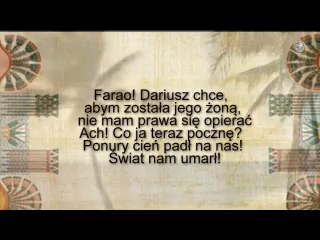 Farao! Dariusz chce,
abym została jego żoną,
nie mam prawa się opierać
Ach! Co ja teraz pocznę?
Ponury cień padł na nas!
Świat nam umarł!